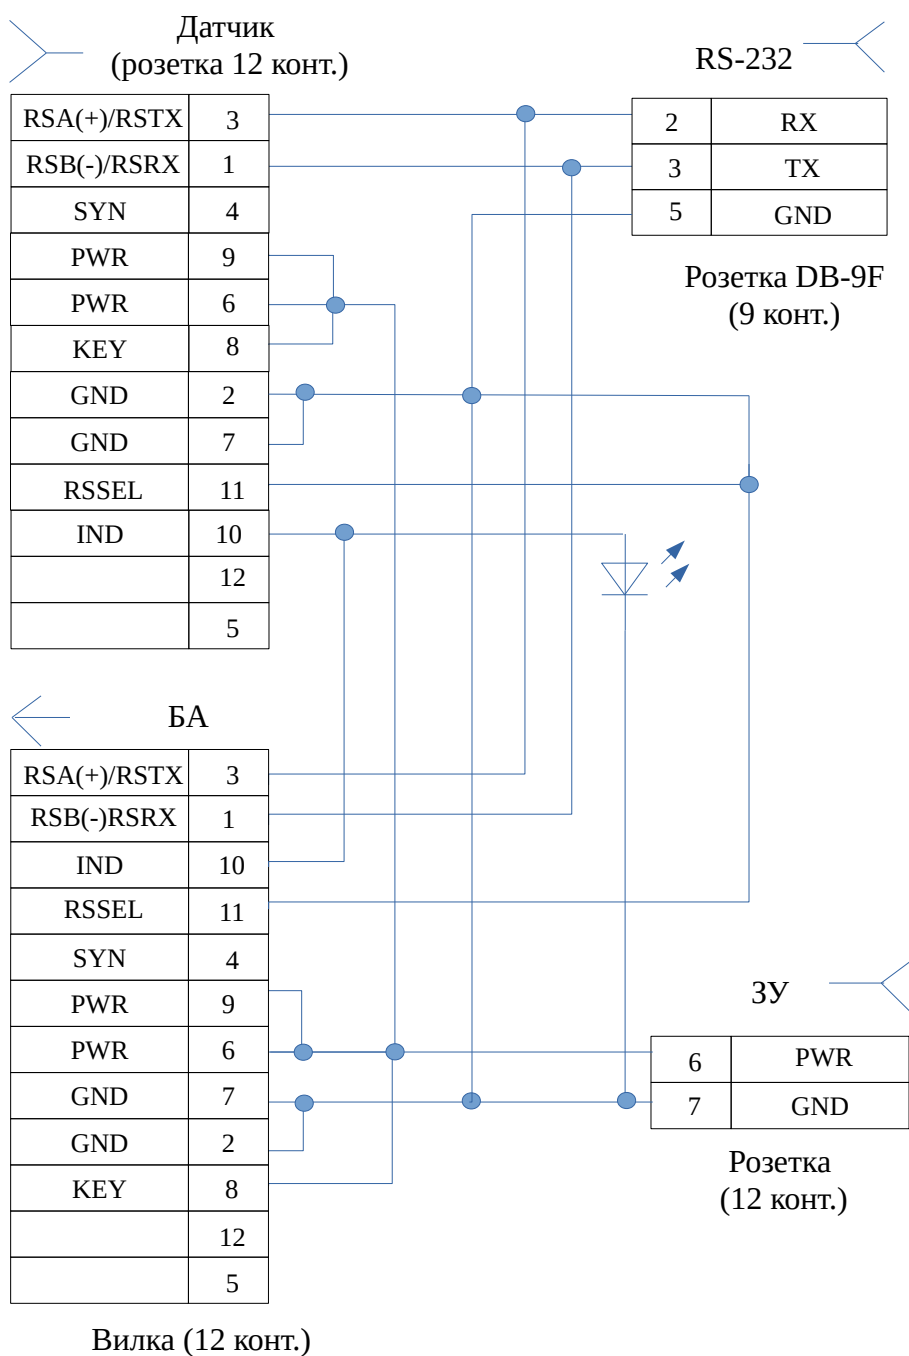 Датчик
(розетка 12 конт.)
RSA(+)/RSTX 3
RSB(-)/RSRX 1
SYN 4
PWR 9
PWR 6
KEY 8
GND 2
GND 7
RSSEL 11
IND 10
12
5
RS-232
2 RX
3 TX
5 GND
Розетка DB-9F
(9 конт.)
БА
RSA(+)/RSTX 3
RSB(-)RSRX 1
IND 10
RSSEL 11
SYN 4
PWR 9
PWR 6
GND 7
GND 2
KEY 8
12
5
Вилка (12 конт.)
ЗУ
6 PWR
7 GND
Розетка
(12 конт.)